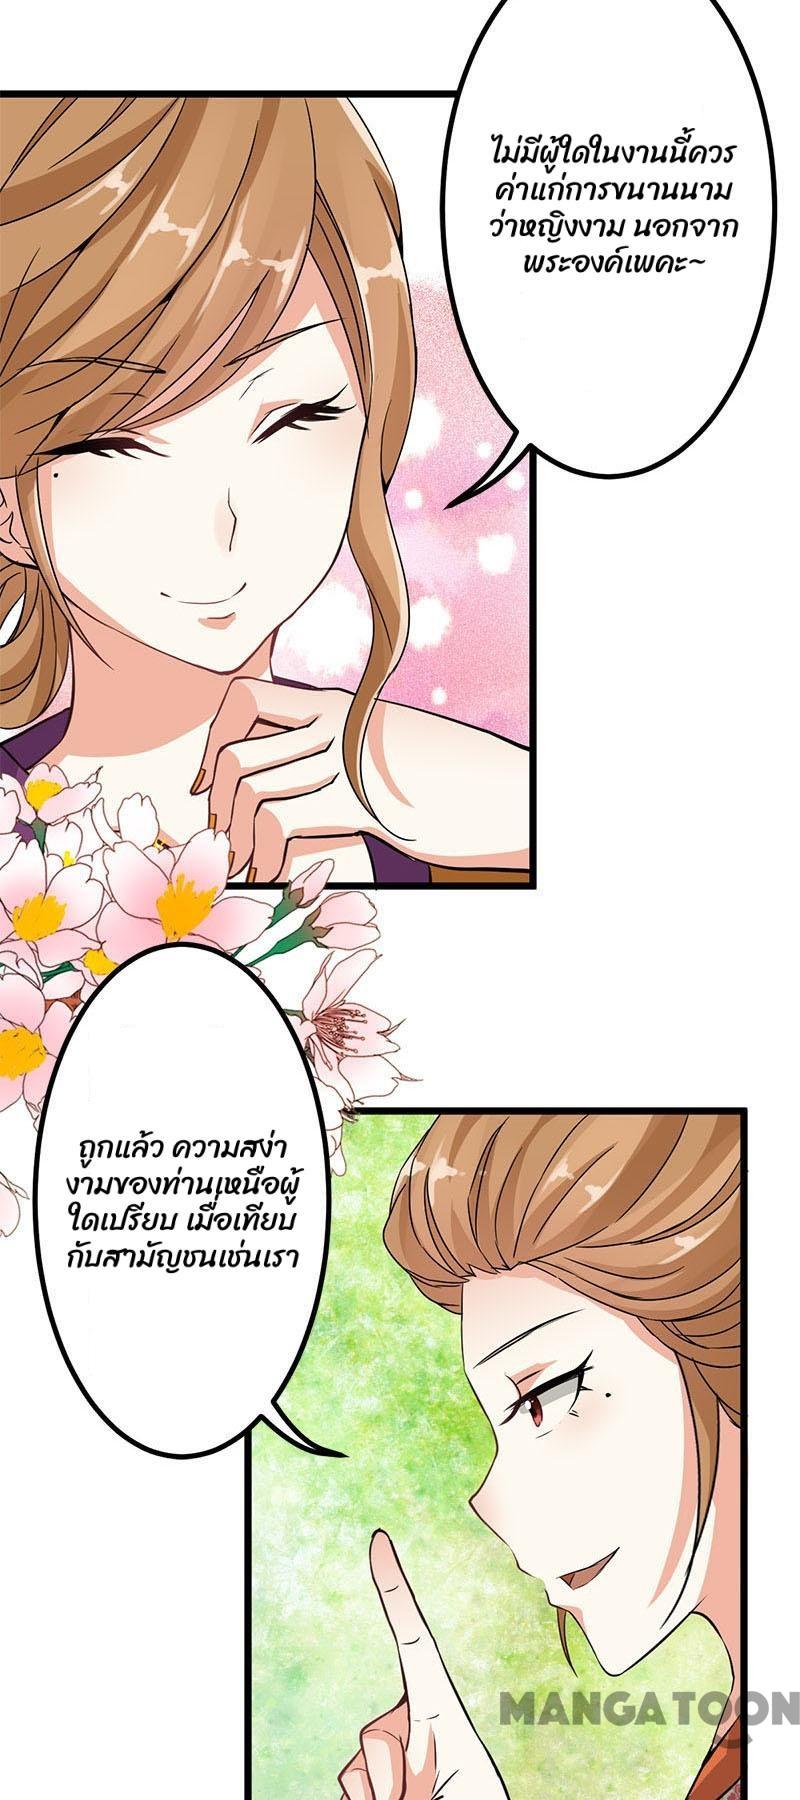 ไม่มีผู้ใดในงานนี้ควร
ค่าแก่การขนานนาม
ว่าหญิงงาม นอกจาก
พระองค์เพคะ~
ถูกแล้ว ความสง่า
งามของท่านเหนือผู้
ใดเปรียบ เมื่อเทียบ
กับสามัญชนเช่นเรา
MANGATOON